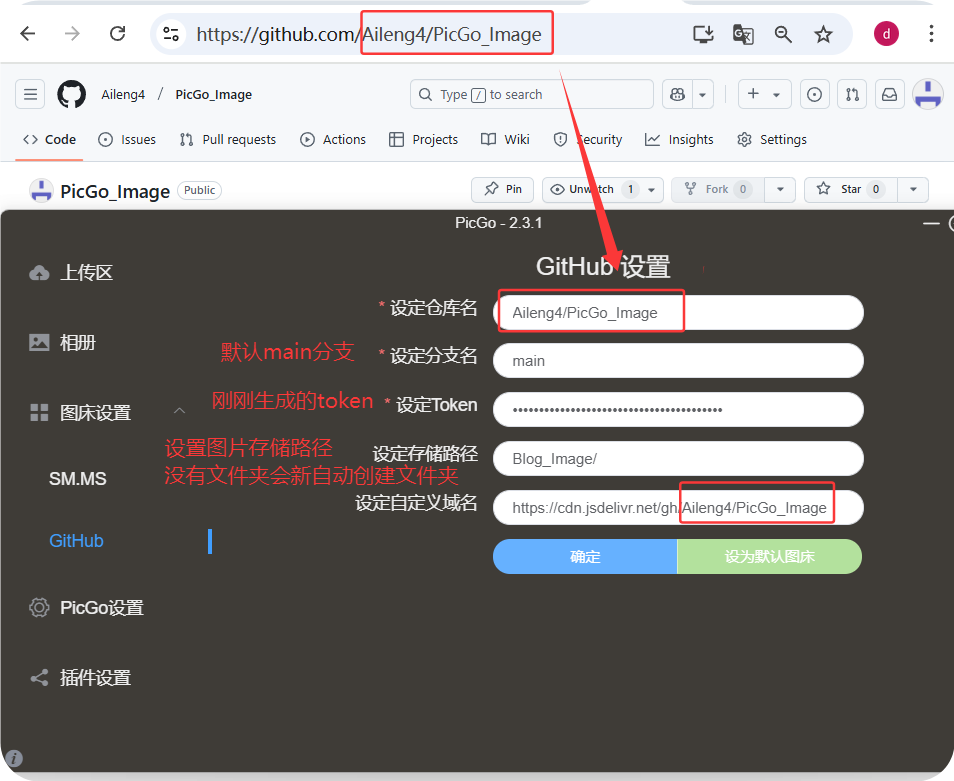 https://github.com/Aileng4/PicGo_Image
d
Aileng4 / PicGo_Image
Type / to search
Code Issues Pull requests Actions Projects Wiki Security Insights Settings
PicGo_Image Public
Pin Unwatch 1 Fork 0 Star 0
PicGo - 2.3.1
GitHub 设置
上传区
* 设定仓库名 Aileng4/PicGo_Image
相册
默认main分支 * 设定分支名 main
图床设置
刚刚生成的token * 设定Token ••••••••••••••••••••••••••••••••••••••••
设置图片存储路径
没有文件夹会新自动创建文件夹
设定存储路径 Blog_Image/
SM.MS
设定自定义域名 https://cdn.jsdelivr.net/gh/Aileng4/PicGo_Image
GitHub
确定 设为默认图床
PicGo设置
插件设置